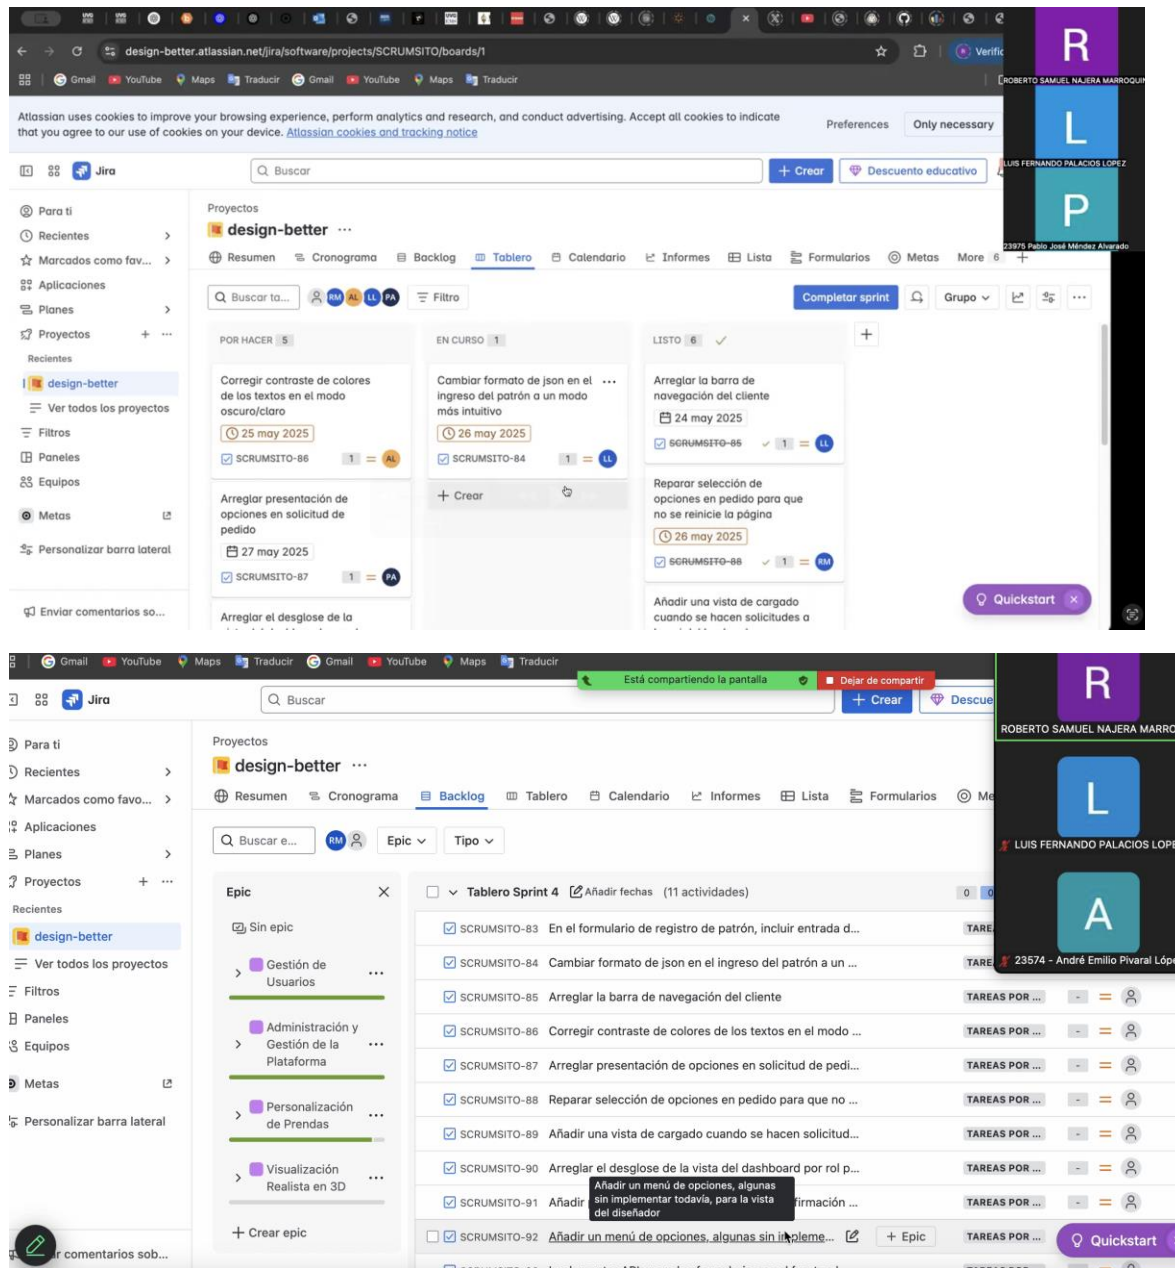 design-better.atlassian.net/jira/software/projects/SCRUMSITO/boards/1
Gmail YouTube Maps Traducir Gmail YouTube Maps Traducir
R
ROBERTO SAMUEL NAJERA MARROQUIN
Atlassian uses cookies to improve your browsing experience, perform analytics and research, and conduct advertising. Accept all cookies to indicate
that you agree to our use of cookies on your device. Atlassian cookies and tracking notice
Preferences Only necessary
L
LUIS FERNANDO PALACIOS LOPEZ
Jira
Buscar
+ Crear
Descuento educativo
P
23975 Pablo José Méndez Alvarado
Para ti
Recientes
Marcados como fav...
Aplicaciones
Planes
Proyectos
Recientes
design-better
Ver todos los proyectos
Filtros
Paneles
Equipos
Metas
Personalizar barra lateral
Enviar comentarios so...
Proyectos
design-better ...
Resumen Cronograma Backlog Tablero Calendario Informes Lista Formularios Metas More 6 +
Buscar ta... RM AL LL PA Filtro
Completar sprint Grupo
POR HACER 5
Corregir contraste de colores
de los textos en el modo
oscuro/claro
25 may 2025
SCRUMSITO-86 1 AL
Arreglar presentación de
opciones en solicitud de
pedido
27 may 2025
SCRUMSITO-87 1 PA
Arreglar el desglose de la
EN CURSO 1
Cambiar formato de json en el ...
ingreso del patrón a un modo
más intuitivo
26 may 2025
SCRUMSITO-84 1 LL
+ Crear
LISTO 6
Arreglar la barra de
navegación del cliente
24 may 2025
SCRUMSITO-85 1 LL
Reparar selección de
opciones en pedido para que
no se reinicie la página
26 may 2025
SCRUMSITO-88 1 RM
Añadir una vista de cargado
cuando se hacen solicitudes a
Quickstart
Gmail YouTube Maps Traducir Gmail YouTube Maps Traducir
Está compartiendo la pantalla
Dejar de compartir
R
ROBERTO SAMUEL NAJERA MARRO
Jira
Buscar
+ Crear
Descue
L
LUIS FERNANDO PALACIOS LOPE
A
23574 - André Emilio Pivaral Lópe
Para ti
Recientes
Marcados como favo...
Aplicaciones
Planes
Proyectos
Recientes
design-better
Ver todos los proyectos
Filtros
Paneles
Equipos
Metas
Personalizar barra lateral
r comentarios sob...
Proyectos
design-better ...
Resumen Cronograma Backlog Tablero Calendario Informes Lista Formularios Me
Buscar e... RM Epic Tipo
Epic
Sin epic
Gestión de
Usuarios
Administración y
Gestión de la
Plataforma
Personalización
de Prendas
Visualización
Realista en 3D
+ Crear epic
Tablero Sprint 4 Añadir fechas (11 actividades) 0 0
SCRUMSITO-83 En el formulario de registro de patrón, incluir entrada d... TARE
SCRUMSITO-84 Cambiar formato de json en el ingreso del patrón a un ... TARE
SCRUMSITO-85 Arreglar la barra de navegación del cliente TAREAS POR ... -
SCRUMSITO-86 Corregir contraste de colores de los textos en el modo ... TAREAS POR ... -
SCRUMSITO-87 Arreglar presentación de opciones en solicitud de pedi... TAREAS POR ... -
SCRUMSITO-88 Reparar selección de opciones en pedido para que no ... TAREAS POR ... -
SCRUMSITO-89 Añadir una vista de cargado cuando se hacen solicitud... TAREAS POR ... -
SCRUMSITO-90 Arreglar el desglose de la vista del dashboard por rol p... TAREAS POR ... -
Añadir un menú de opciones, algunas
sin implementar todavía, para la vista
del diseñador
SCRUMSITO-91 Añadir firmación ... TAREAS POR ... -
SCRUMSITO-92 Añadir un menú de opciones, algunas sin impleme... + Epic TAREAS POR ...
Quickstart